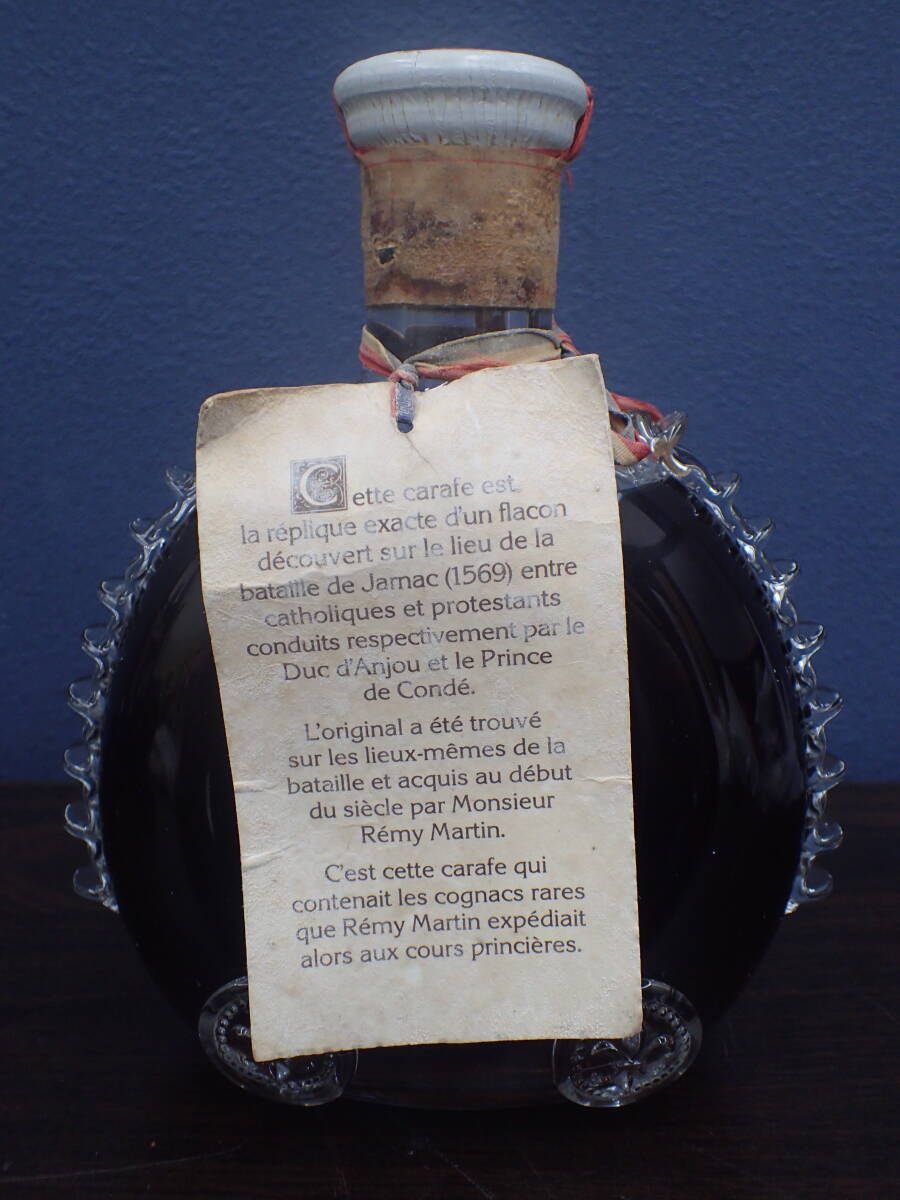 Cette carafe est
la réplique exacte d'un flacon
découvert sur le lieu de la
bataille de Jarnac (1569) entre
catholiques et protestants
conduits respectivement par le
Duc d'Anjou et le Prince
de Condé.
L'original a été trouvé
sur les lieux-mêmes de la
bataille et acquis au début
du siècle par Monsieur
Rémy Martin.
C'est cette carafe qui
contenait les cognacs rares
que Rémy Martin expédiait
alors aux cours princières.